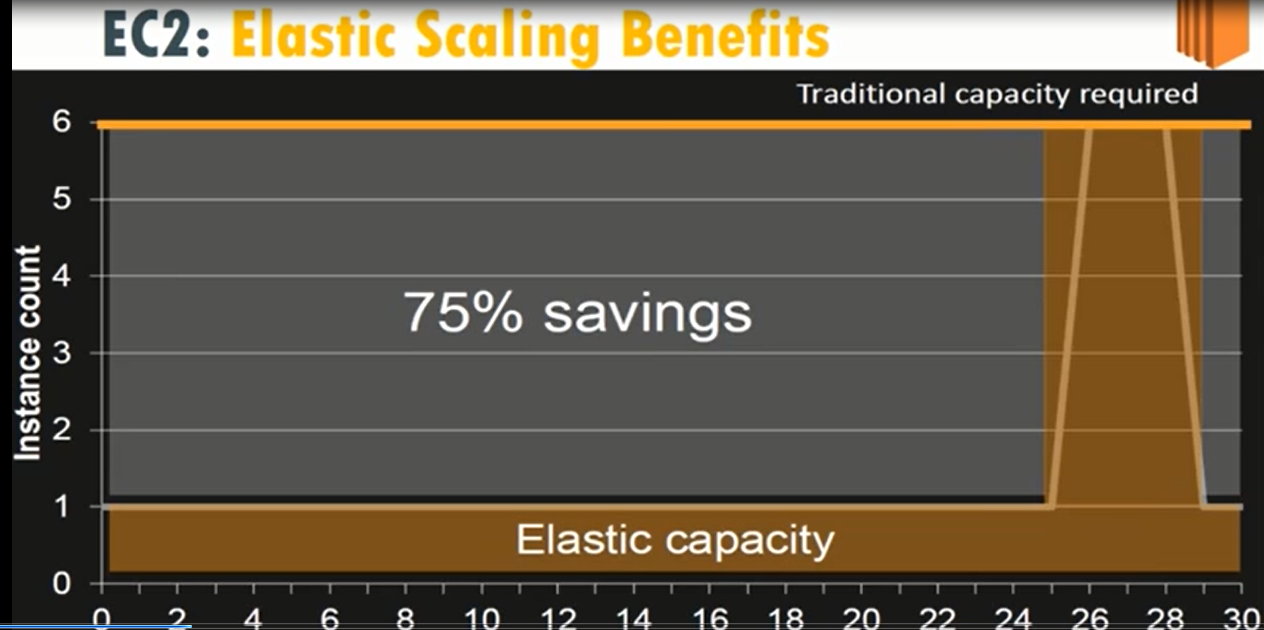 EC2: Elastic Scaling Benefits
Traditional capacity required
6
5
4
3
2
1
0
Instance count
75% savings
Elastic capacity
0 2 4 6 8 10 12 14 16 18 20 22 24 26 28 30